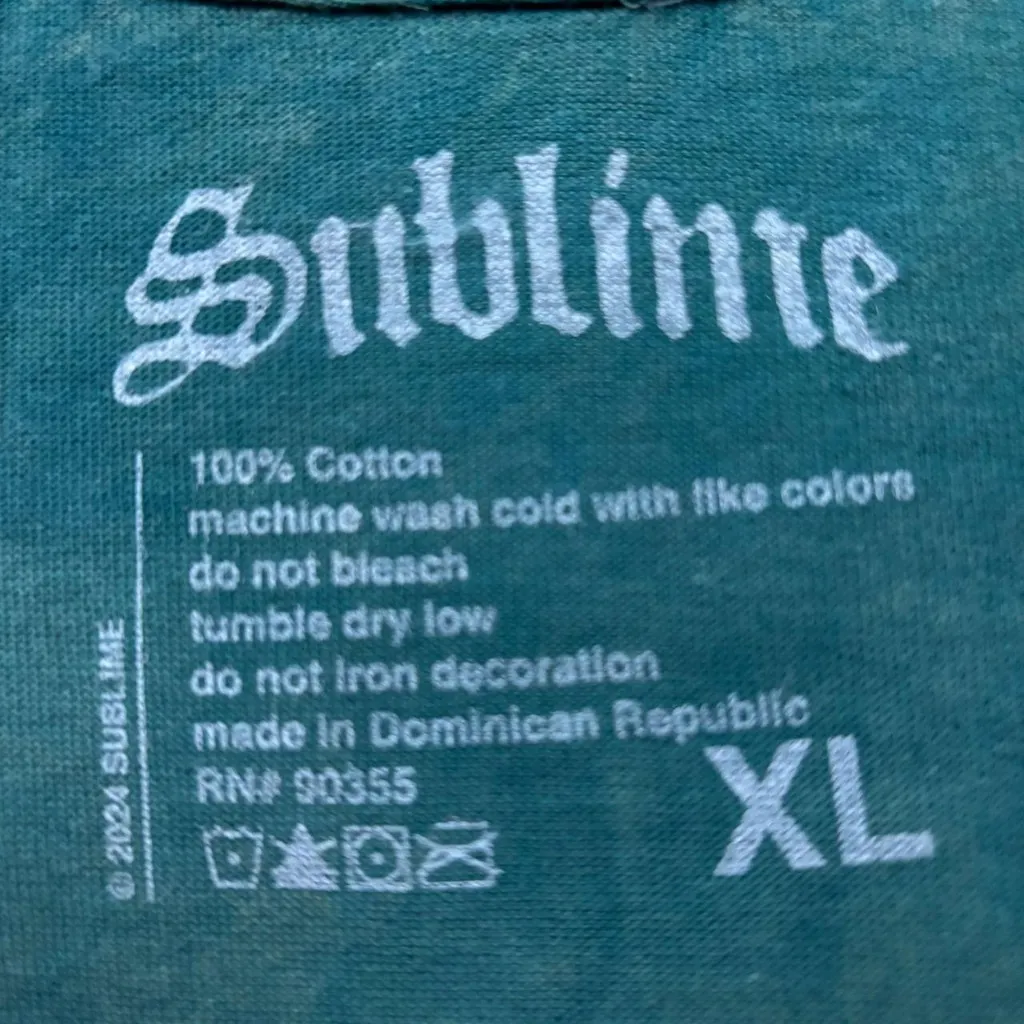 Sublime
100% Cotton
machine wash cold with like colors
do not bleach
tumble dry low
do not iron decoration
made in Dominican Republic
RN# 90355
XL
© 2024 SUBLIME